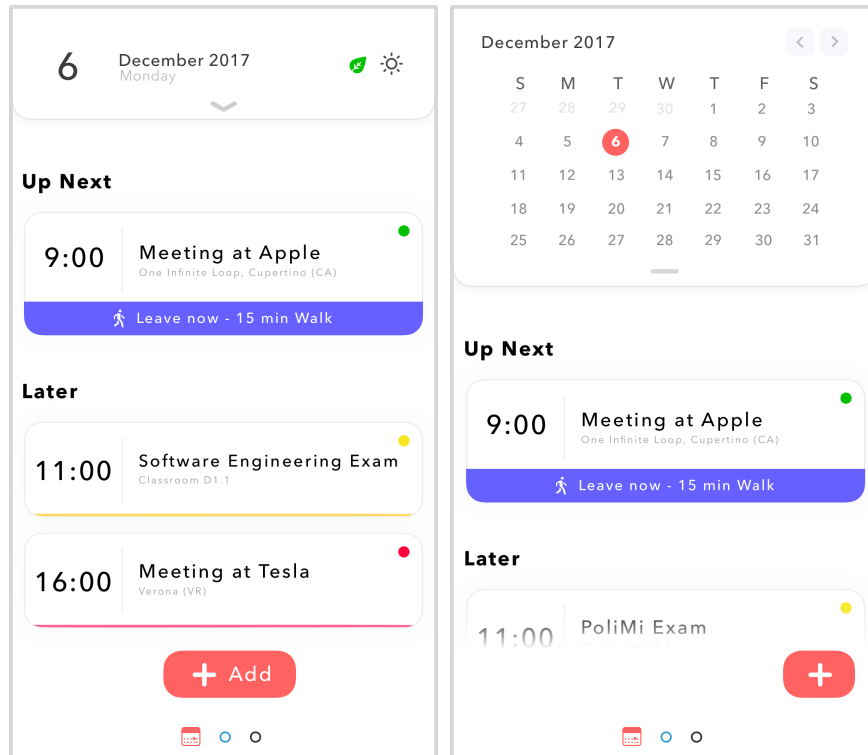 6
December 2017
Monday
Up Next
9:00
Meeting at Apple
One Infinite Loop, Cupertino (CA)
Leave now - 15 min Walk
Later
11:00
Software Engineering Exam
Classroom D1.1
16:00
Meeting at Tesla
Verona (VR)
Add
December 2017
S M T W T F S
27 28 29 30 1 2 3
4 5 6 7 8 9 10
11 12 13 14 15 16 17
18 19 20 21 22 23 24
25 26 27 28 29 30 31
Up Next
9:00
Meeting at Apple
One Infinite Loop, Cupertino (CA)
Leave now - 15 min Walk
Later
11:00
PoliMi Exam